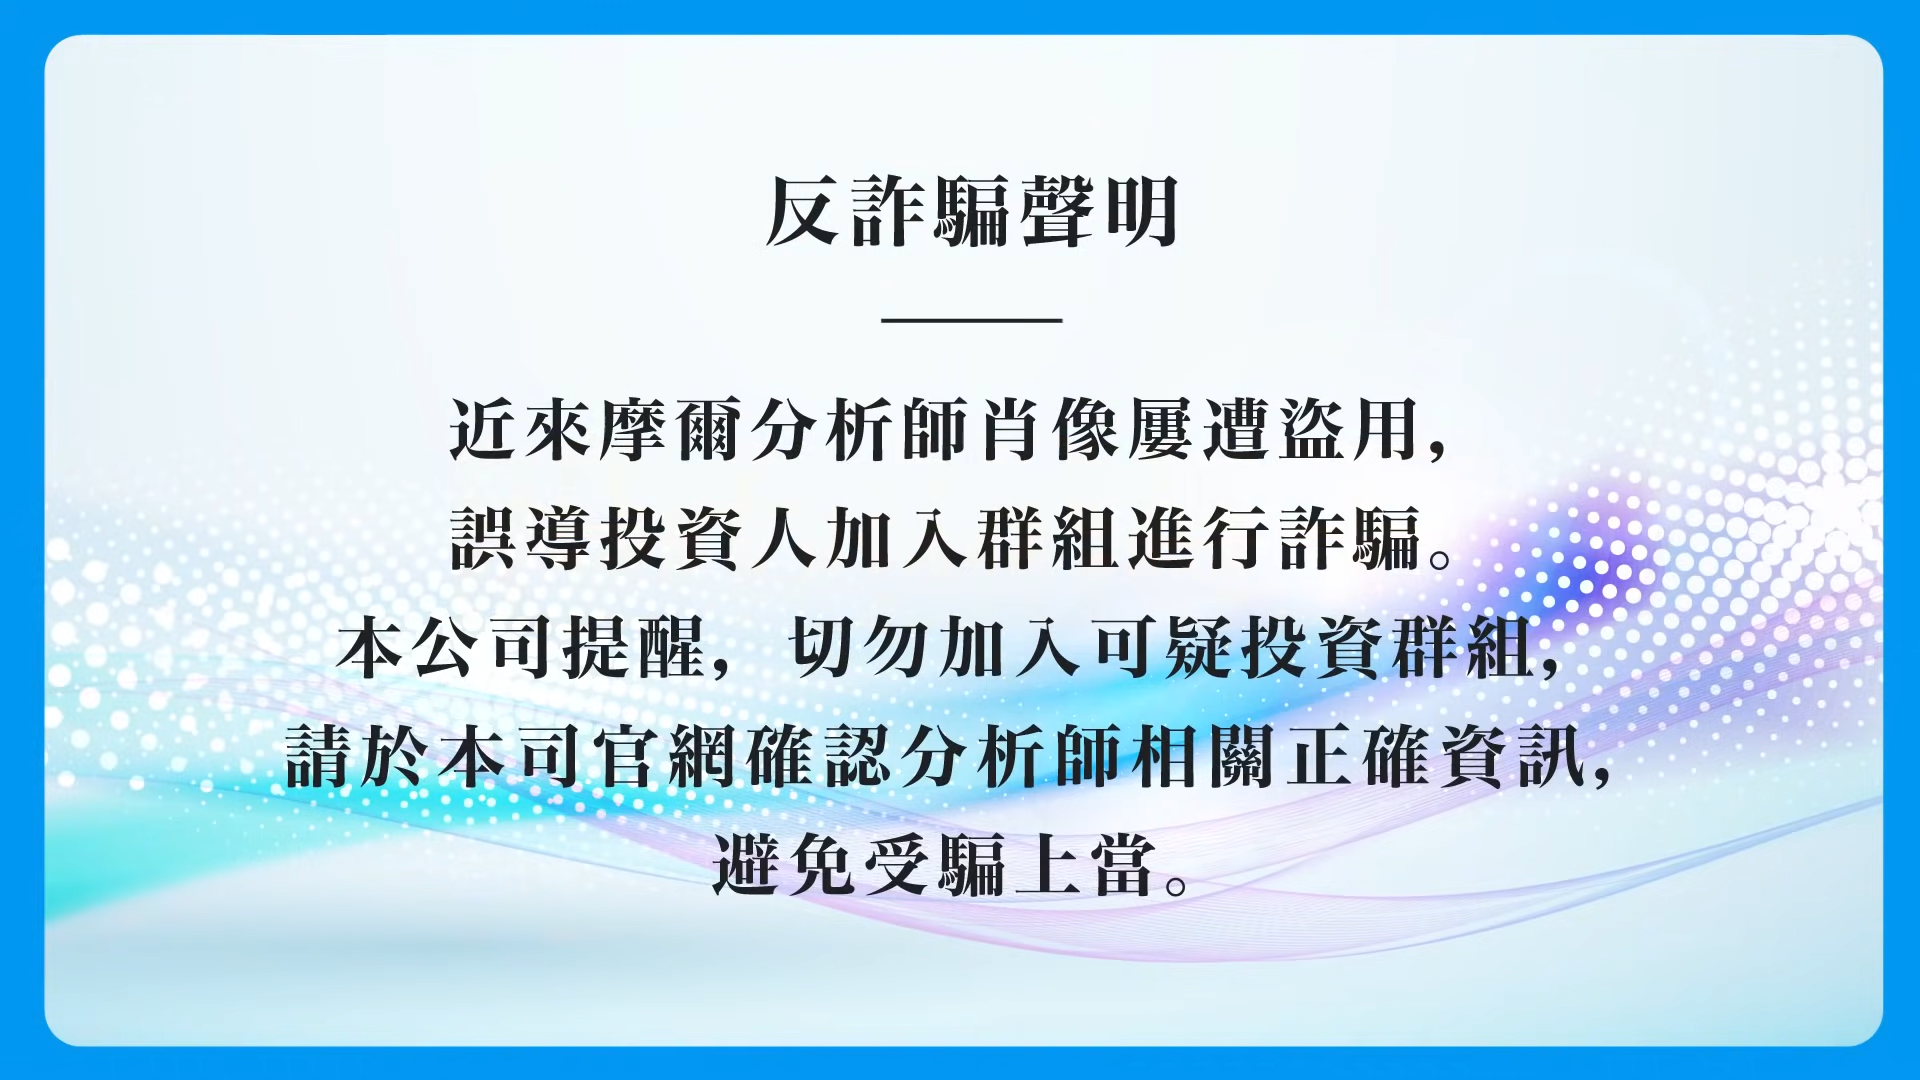 反詐騙聲明
近來摩爾分析師肖像屢遭盜用，
誤導投資人加入群組進行詐騙。
本公司提醒，切勿加入可疑投資群組，
請於本司官網確認分析師相關正確資訊，
避免受騙上當。